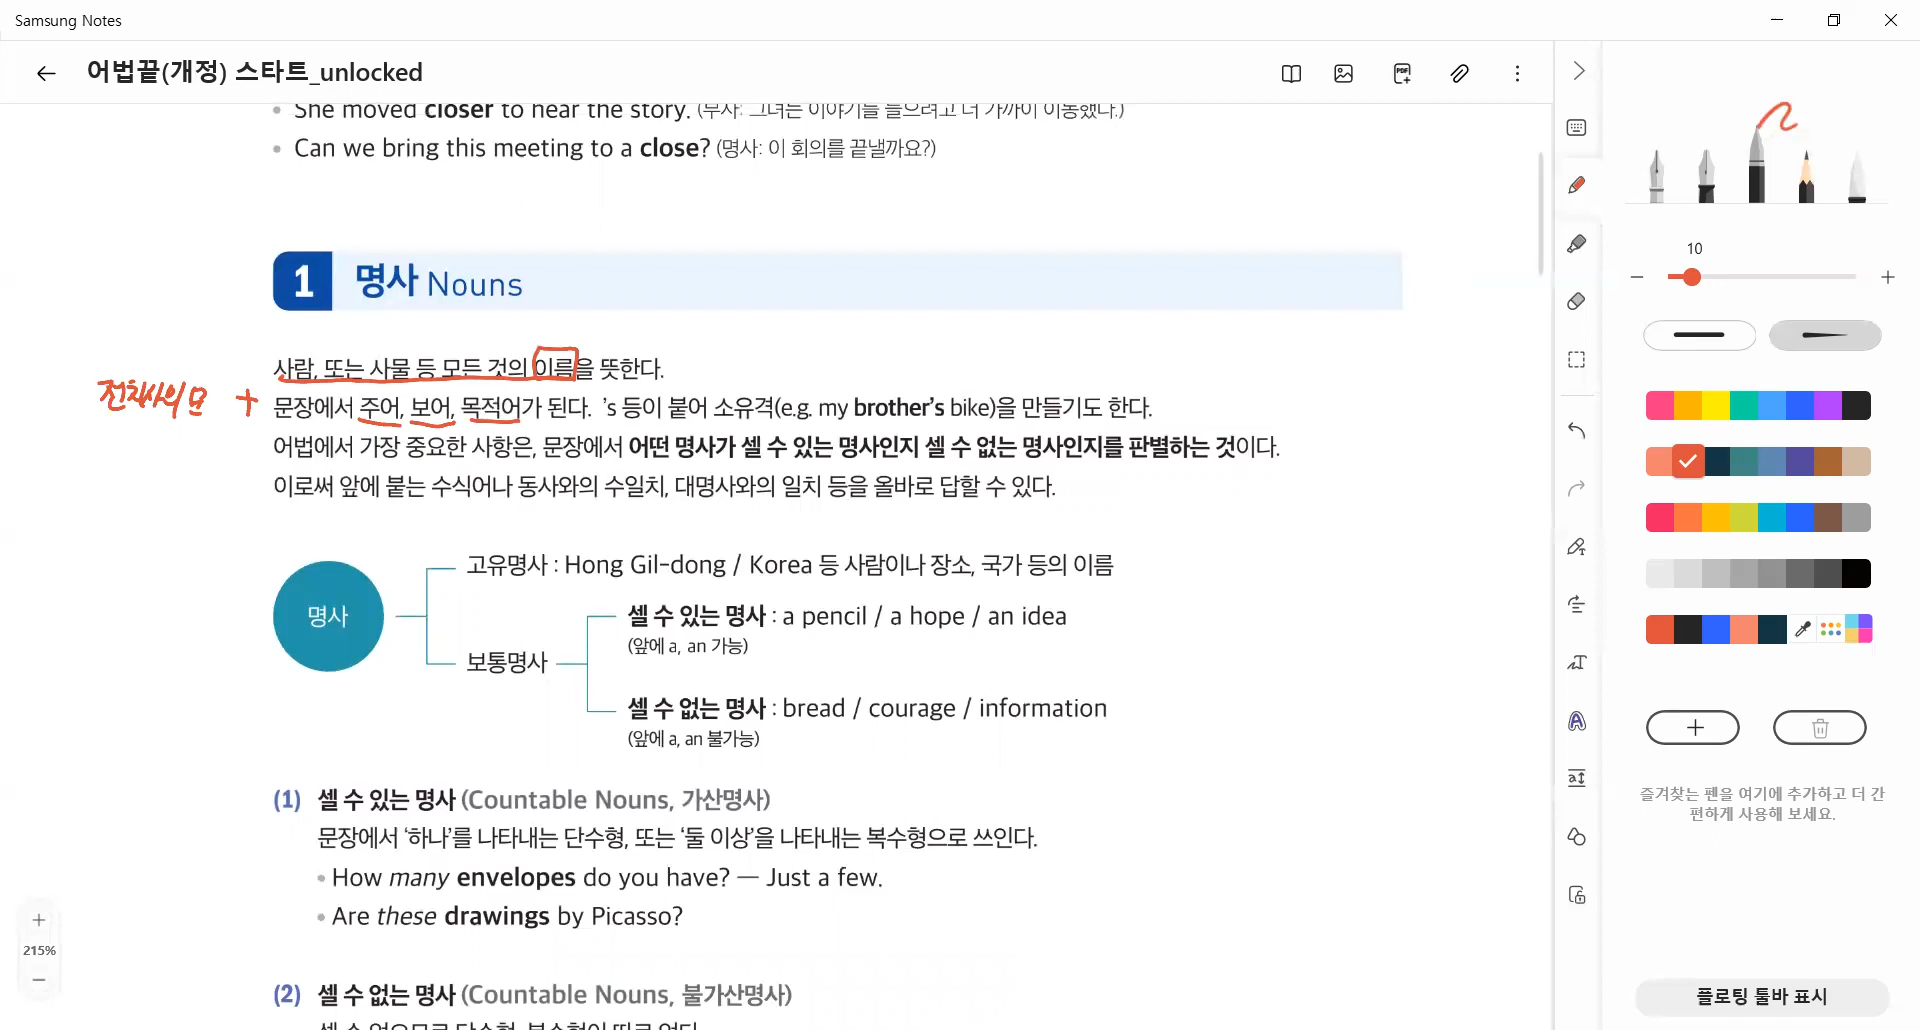 Samsung Notes
어법끝(개정) 스타트_unlocked
She moved closer to hear the story. (부사: 그녀는 이야기를 들으려고 더 가까이 이동했다.)
Can we bring this meeting to a close? (명사: 이 회의를 끝낼까요?)
1 명사 Nouns
사람, 또는 사물 등 모든 것의 이름을 뜻한다.
전치사의 목 +
문장에서 주어, 보어, 목적어가 된다. ’s 등이 붙어 소유격(e.g. my brother’s bike)을 만들기도 한다.
어법에서 가장 중요한 사항은, 문장에서 어떤 명사가 셀 수 있는 명사인지 셀 수 없는 명사인지를 판별하는 것이다.
이로써 앞에 붙는 수식어나 동사와의 수일치, 대명사와의 일치 등을 올바로 답할 수 있다.
명사
고유명사 : Hong Gil-dong / Korea 등 사람이나 장소, 국가 등의 이름
보통명사
셀 수 있는 명사 : a pencil / a hope / an idea
(앞에 a, an 가능)
셀 수 없는 명사 : bread / courage / information
(앞에 a, an 불가능)
(1) 셀 수 있는 명사 (Countable Nouns, 가산명사)
문장에서 ‘하나’를 나타내는 단수형, 또는 ‘둘 이상’을 나타내는 복수형으로 쓰인다.
How many envelopes do you have? — Just a few.
Are these drawings by Picasso?
(2) 셀 수 없는 명사 (Countable Nouns, 불가산명사)
215%
10
즐겨찾는 펜을 여기에 추가하고 더 간
편하게 사용해 보세요.
플로팅 툴바 표시